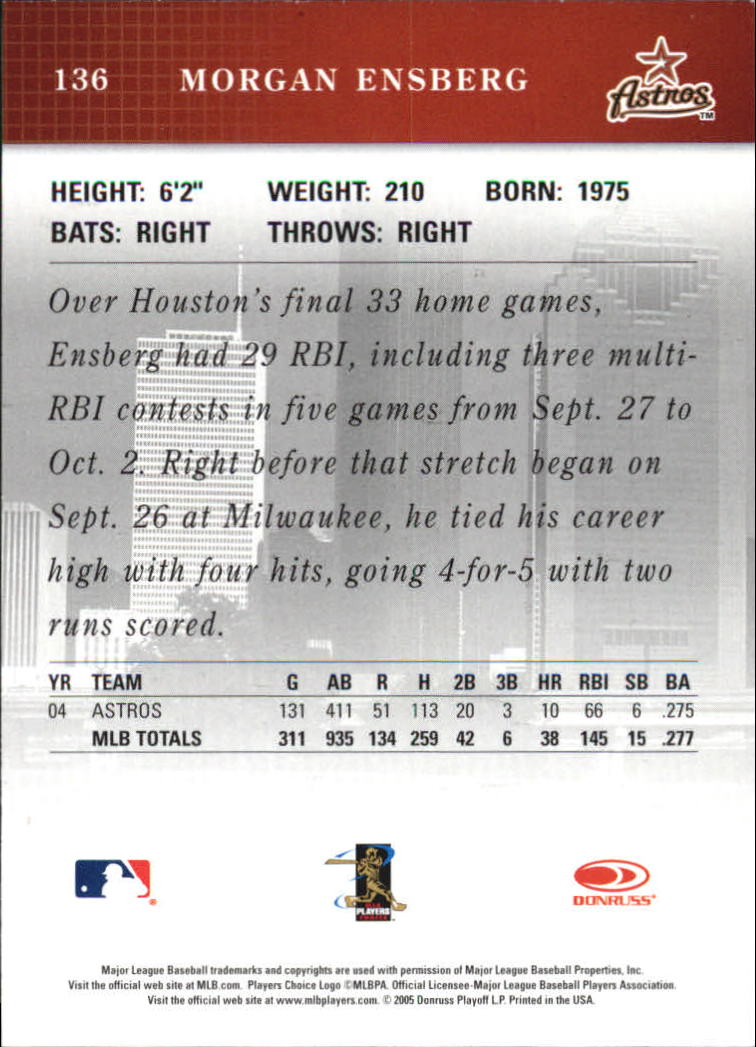 136 MORGAN ENSBERG
Astros
TM
HEIGHT: 6'2" WEIGHT: 210 BORN: 1975
BATS: RIGHT THROWS: RIGHT
Over Houston's final 33 home games,
Ensberg had 29 RBI, including three multi-
RBI contests in five games from Sept. 27 to
Oct. 2. Right before that stretch began on
Sept. 26 at Milwaukee, he tied his career
high with four hits, going 4-for-5 with two
runs scored.
YR TEAM G AB R H 2B 3B HR RBI SB BA
04 ASTROS 131 411 51 113 20 3 10 66 6 .275
MLB TOTALS 311 935 134 259 42 6 38 145 15 .277
MLB
PLAYERS
CHOICE
DONRUSS®
Major League Baseball trademarks and copyrights are used with permission of Major League Baseball Properties, Inc.
Visit the official web site at MLB.com. Players Choice Logo ©MLBPA. Official Licensee-Major League Baseball Players Association.
Visit the official web site at www.mlbplayers.com. © 2005 Donruss Playoff L.P. Printed in the USA.